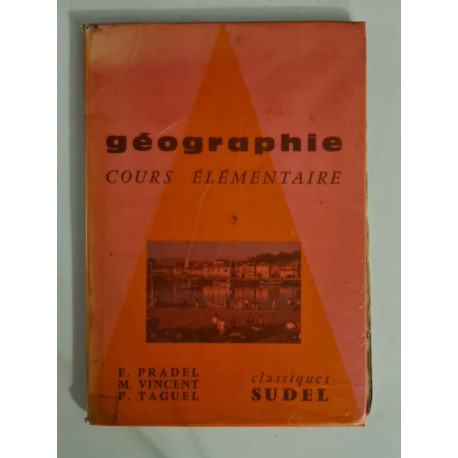 géographie
COURS ÉLÉMENTAIRE
E. PRADEL
M. VINCENT
P. TAGUEL
classiques
SUDEL